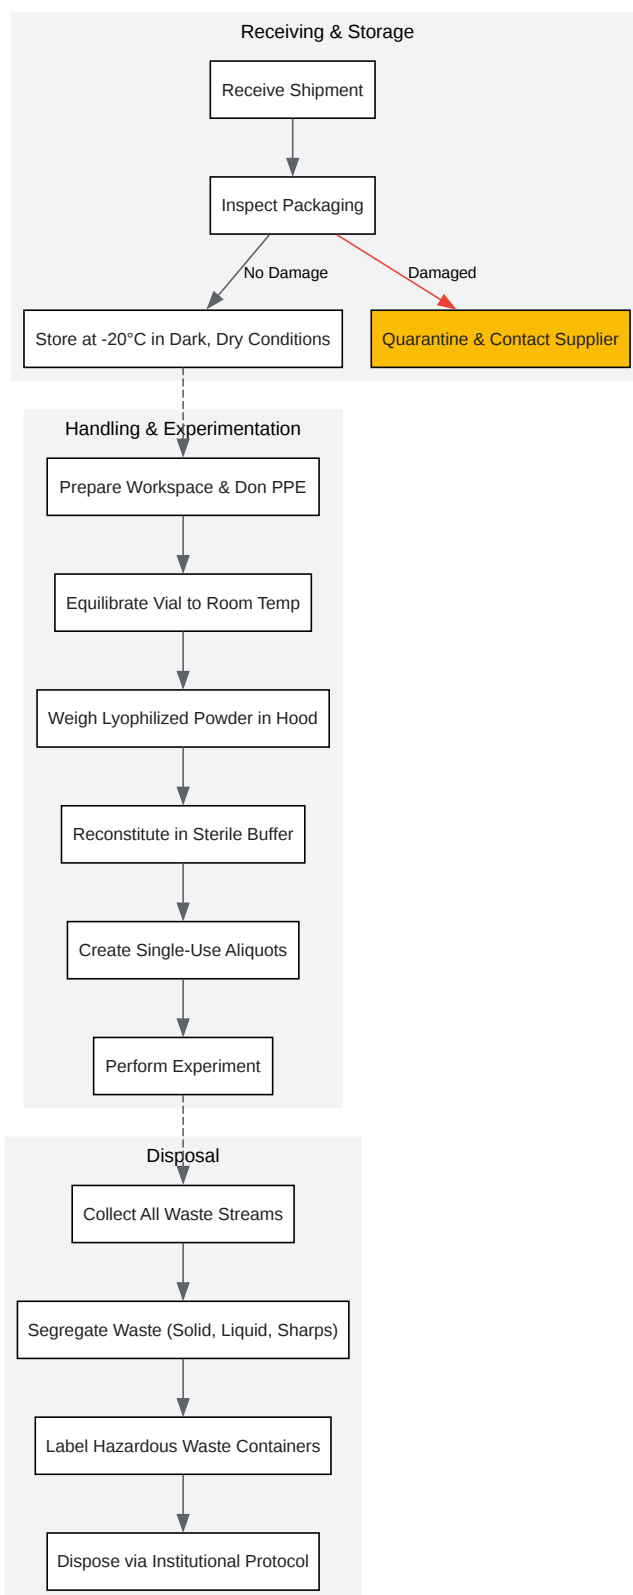 Receiving & Storage
Receive Shipment
Inspect Packaging
No Damage
Damaged
Store at -20°C in Dark, Dry Conditions
Quarantine & Contact Supplier
Handling & Experimentation
Prepare Workspace & Don PPE
Equilibrate Vial to Room Temp
Weigh Lyophilized Powder in Hood
Reconstitute in Sterile Buffer
Create Single-Use Aliquots
Perform Experiment
Disposal
Collect All Waste Streams
Segregate Waste (Solid, Liquid, Sharps)
Label Hazardous Waste Containers
Dispose via Institutional Protocol